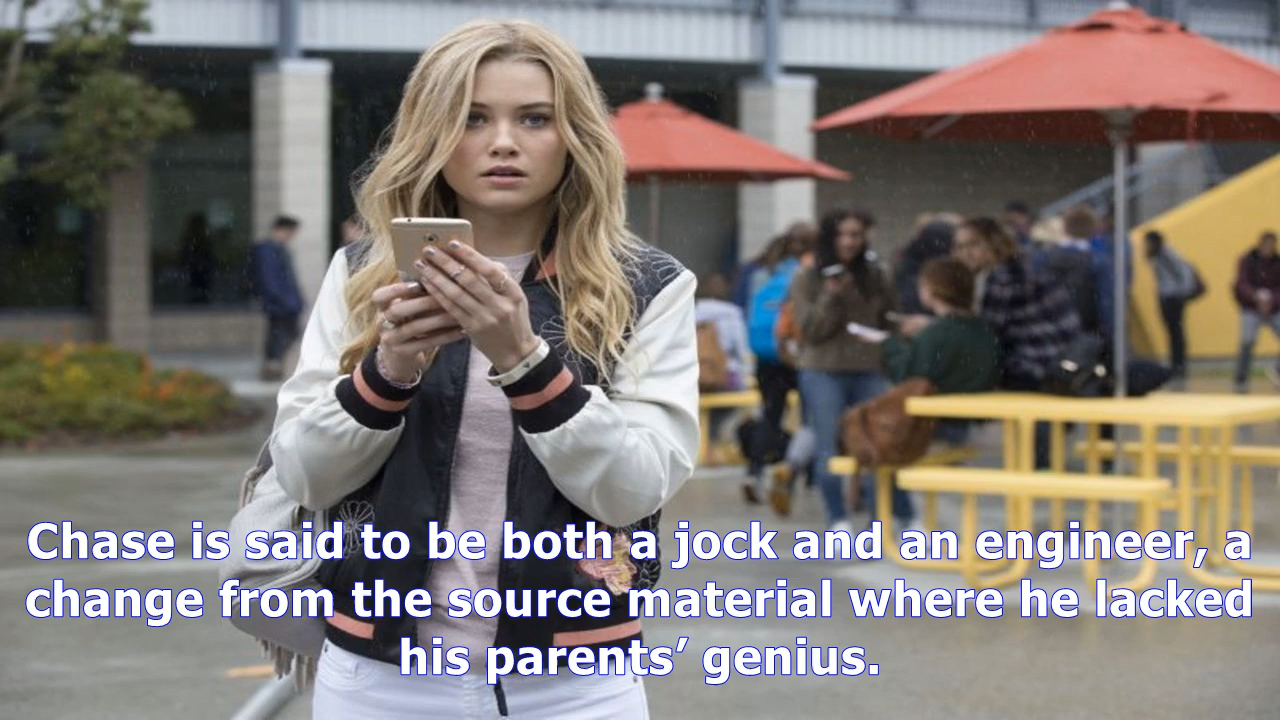 Chase is said to be both a jock and an engineer, a
change from the source material where he lacked
his parents’ genius.